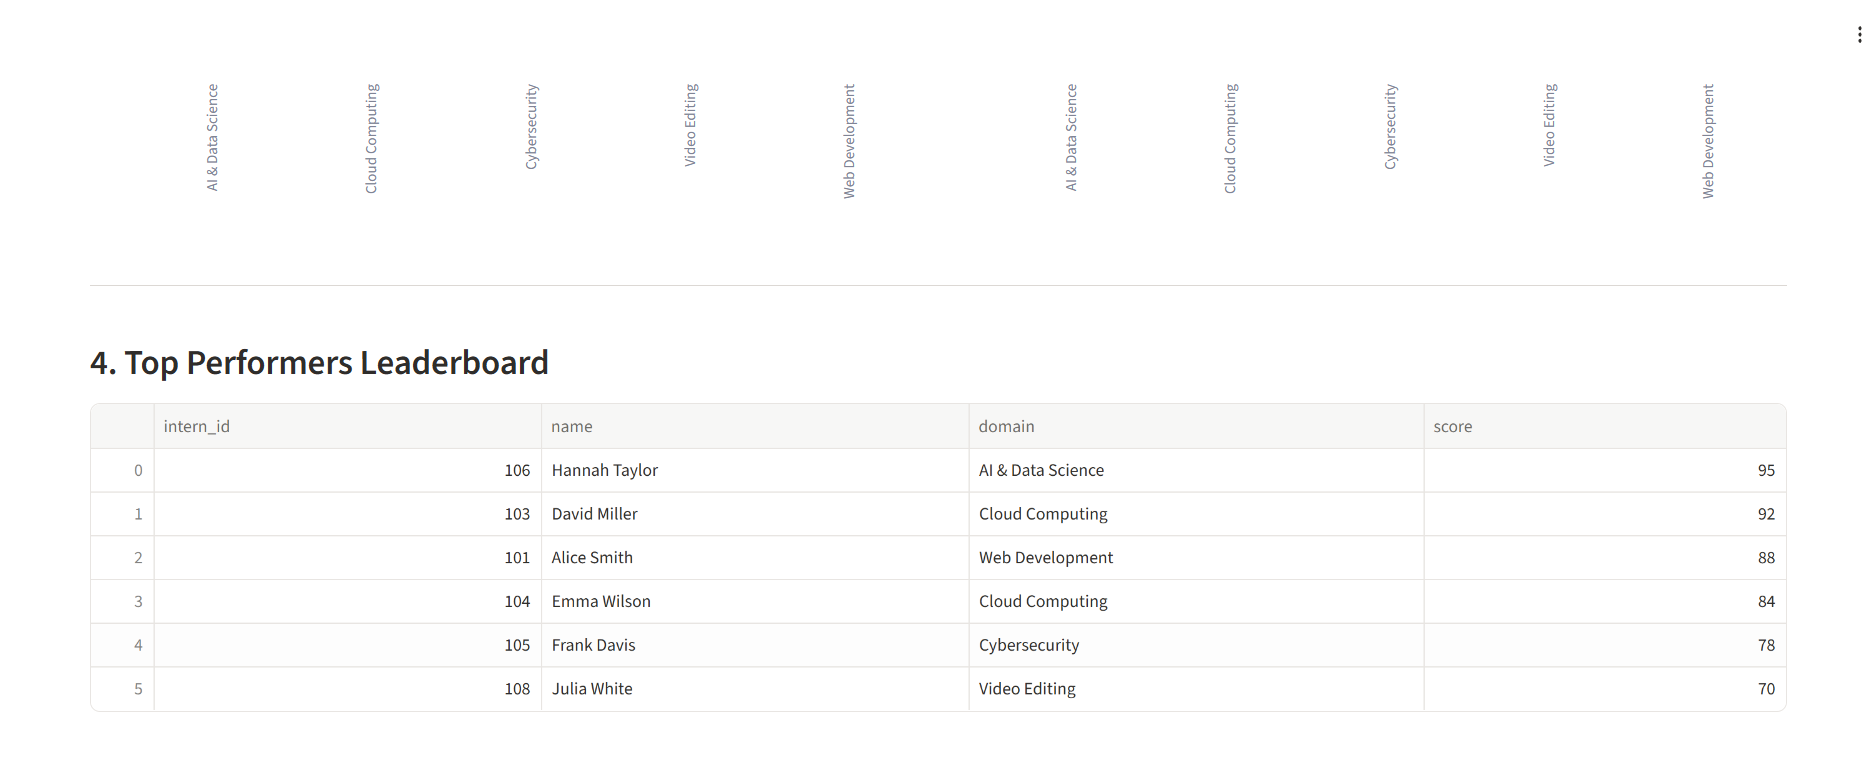 AI & Data Science
Cloud Computing
Cybersecurity
Video Editing
Web Development
AI & Data Science
Cloud Computing
Cybersecurity
Video Editing
Web Development
4. Top Performers Leaderboard
intern_id name domain score
0 106 Hannah Taylor AI & Data Science 95
1 103 David Miller Cloud Computing 92
2 101 Alice Smith Web Development 88
3 104 Emma Wilson Cloud Computing 84
4 105 Frank Davis Cybersecurity 78
5 108 Julia White Video Editing 70